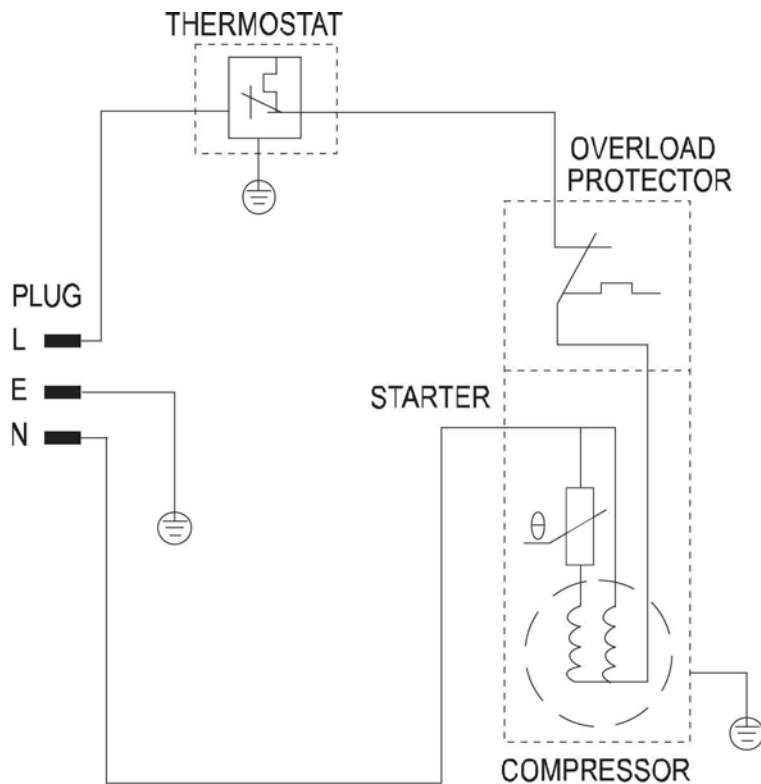 THERMOSTAT
OVERLOAD
PROTECTOR
PLUG
L
E
N
STARTER
θ
COMPRESSOR